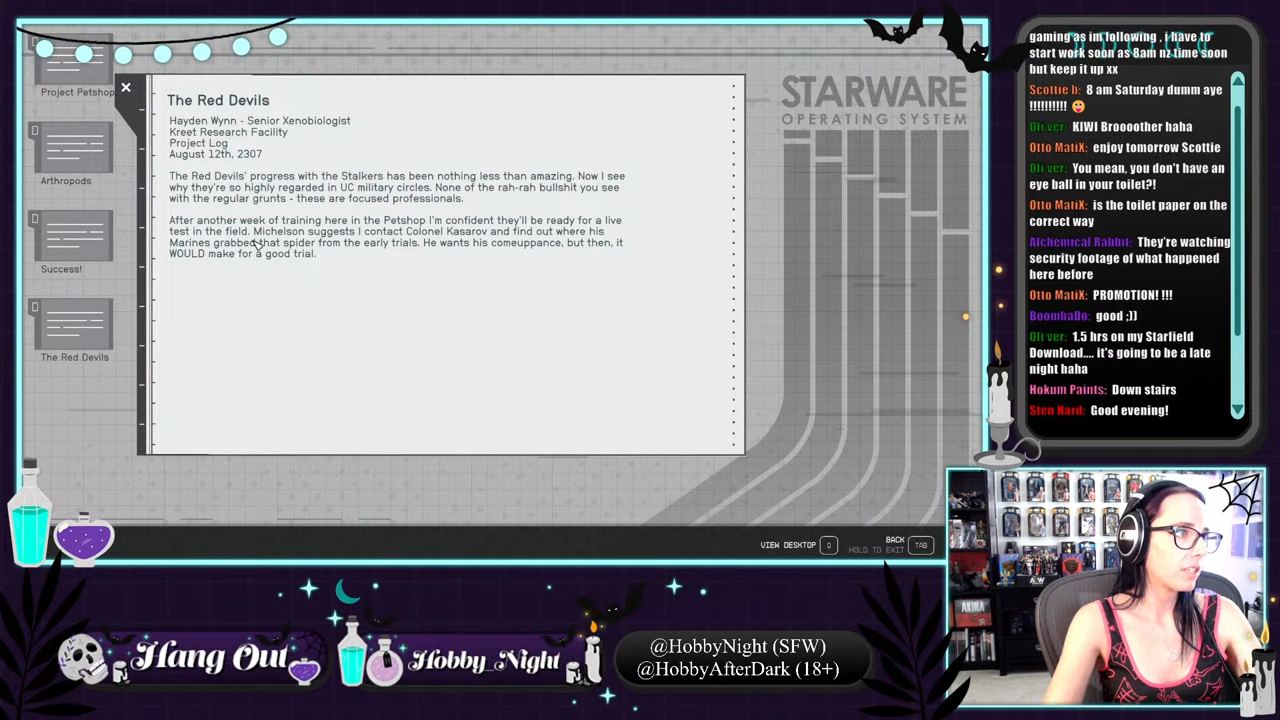 Project Petshop
Arthropods
Success!
The Red Devils
The Red Devils
Hayden Wynn - Senior Xenobiologist
Kreet Research Facility
Project Log
August 12th, 2307
The Red Devils' progress with the Stalkers has been nothing less than amazing. Now I see
why they're so highly regarded in UC military circles. None of the rah-rah bullshit you see
with the regular grunts - these are focused professionals.
After another week of training here in the Petshop I'm confident they'll be ready for a live
test in the field. Michelson suggests I contact Colonel Kasarov and find out where his
Marines grabbed that spider from the early trials. He wants his comeuppance, but then, it
WOULD make for a good trial.
STARWARE
OPERATING SYSTEM
VIEW DESKTOP Q
BACK
HOLD TO EXIT TAB
gaming as im following , i have to
start work soon as 8am nz time soon
but keep it up xx
Scottie b: 8 am Saturday dumm aye
!!!!!!!!!!
Oli ver: KIWI Broooother haha
Otto MatiX: enjoy tomorrow Scottie
Oli ver: You mean, you don't have an
eye ball in your toilet?!
Otto MatiX: is the toilet paper on the
correct way
Alchemical Rabbit: They're watching
security footage of what happened
here before
Otto MatiX: PROMOTION! !!!
BoombaDo: good ;))
Oli ver: 1.5 hrs on my Starfield
Download.... it's going to be a late
night haha
Hokum Paints: Down stairs
Sten Hard: Good evening!
AKIRA
Hang Out
Hobby_Night
@HobbyNight (SFW)
@HobbyAfterDark (18+)